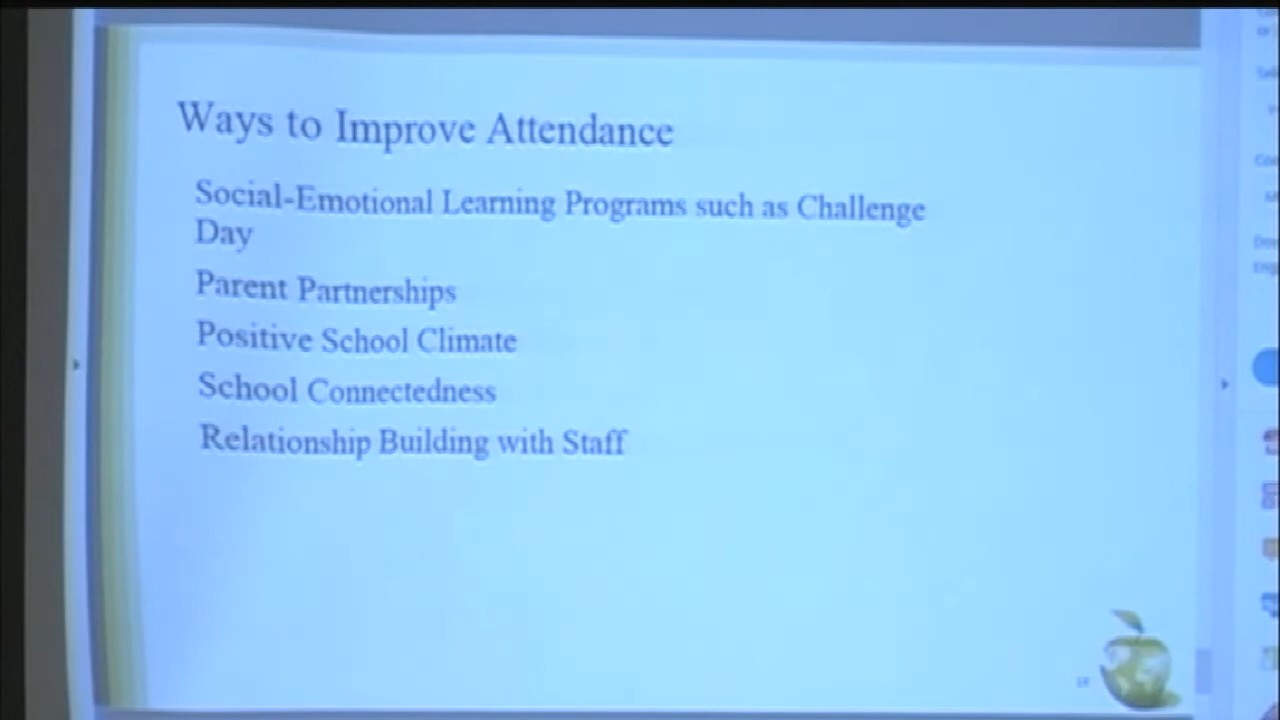 Ways to Improve Attendance
Social-Emotional Learning Programs such as Challenge
Day
Parent Partnerships
Positive School Climate
School Connectedness
Relationship Building with Staff